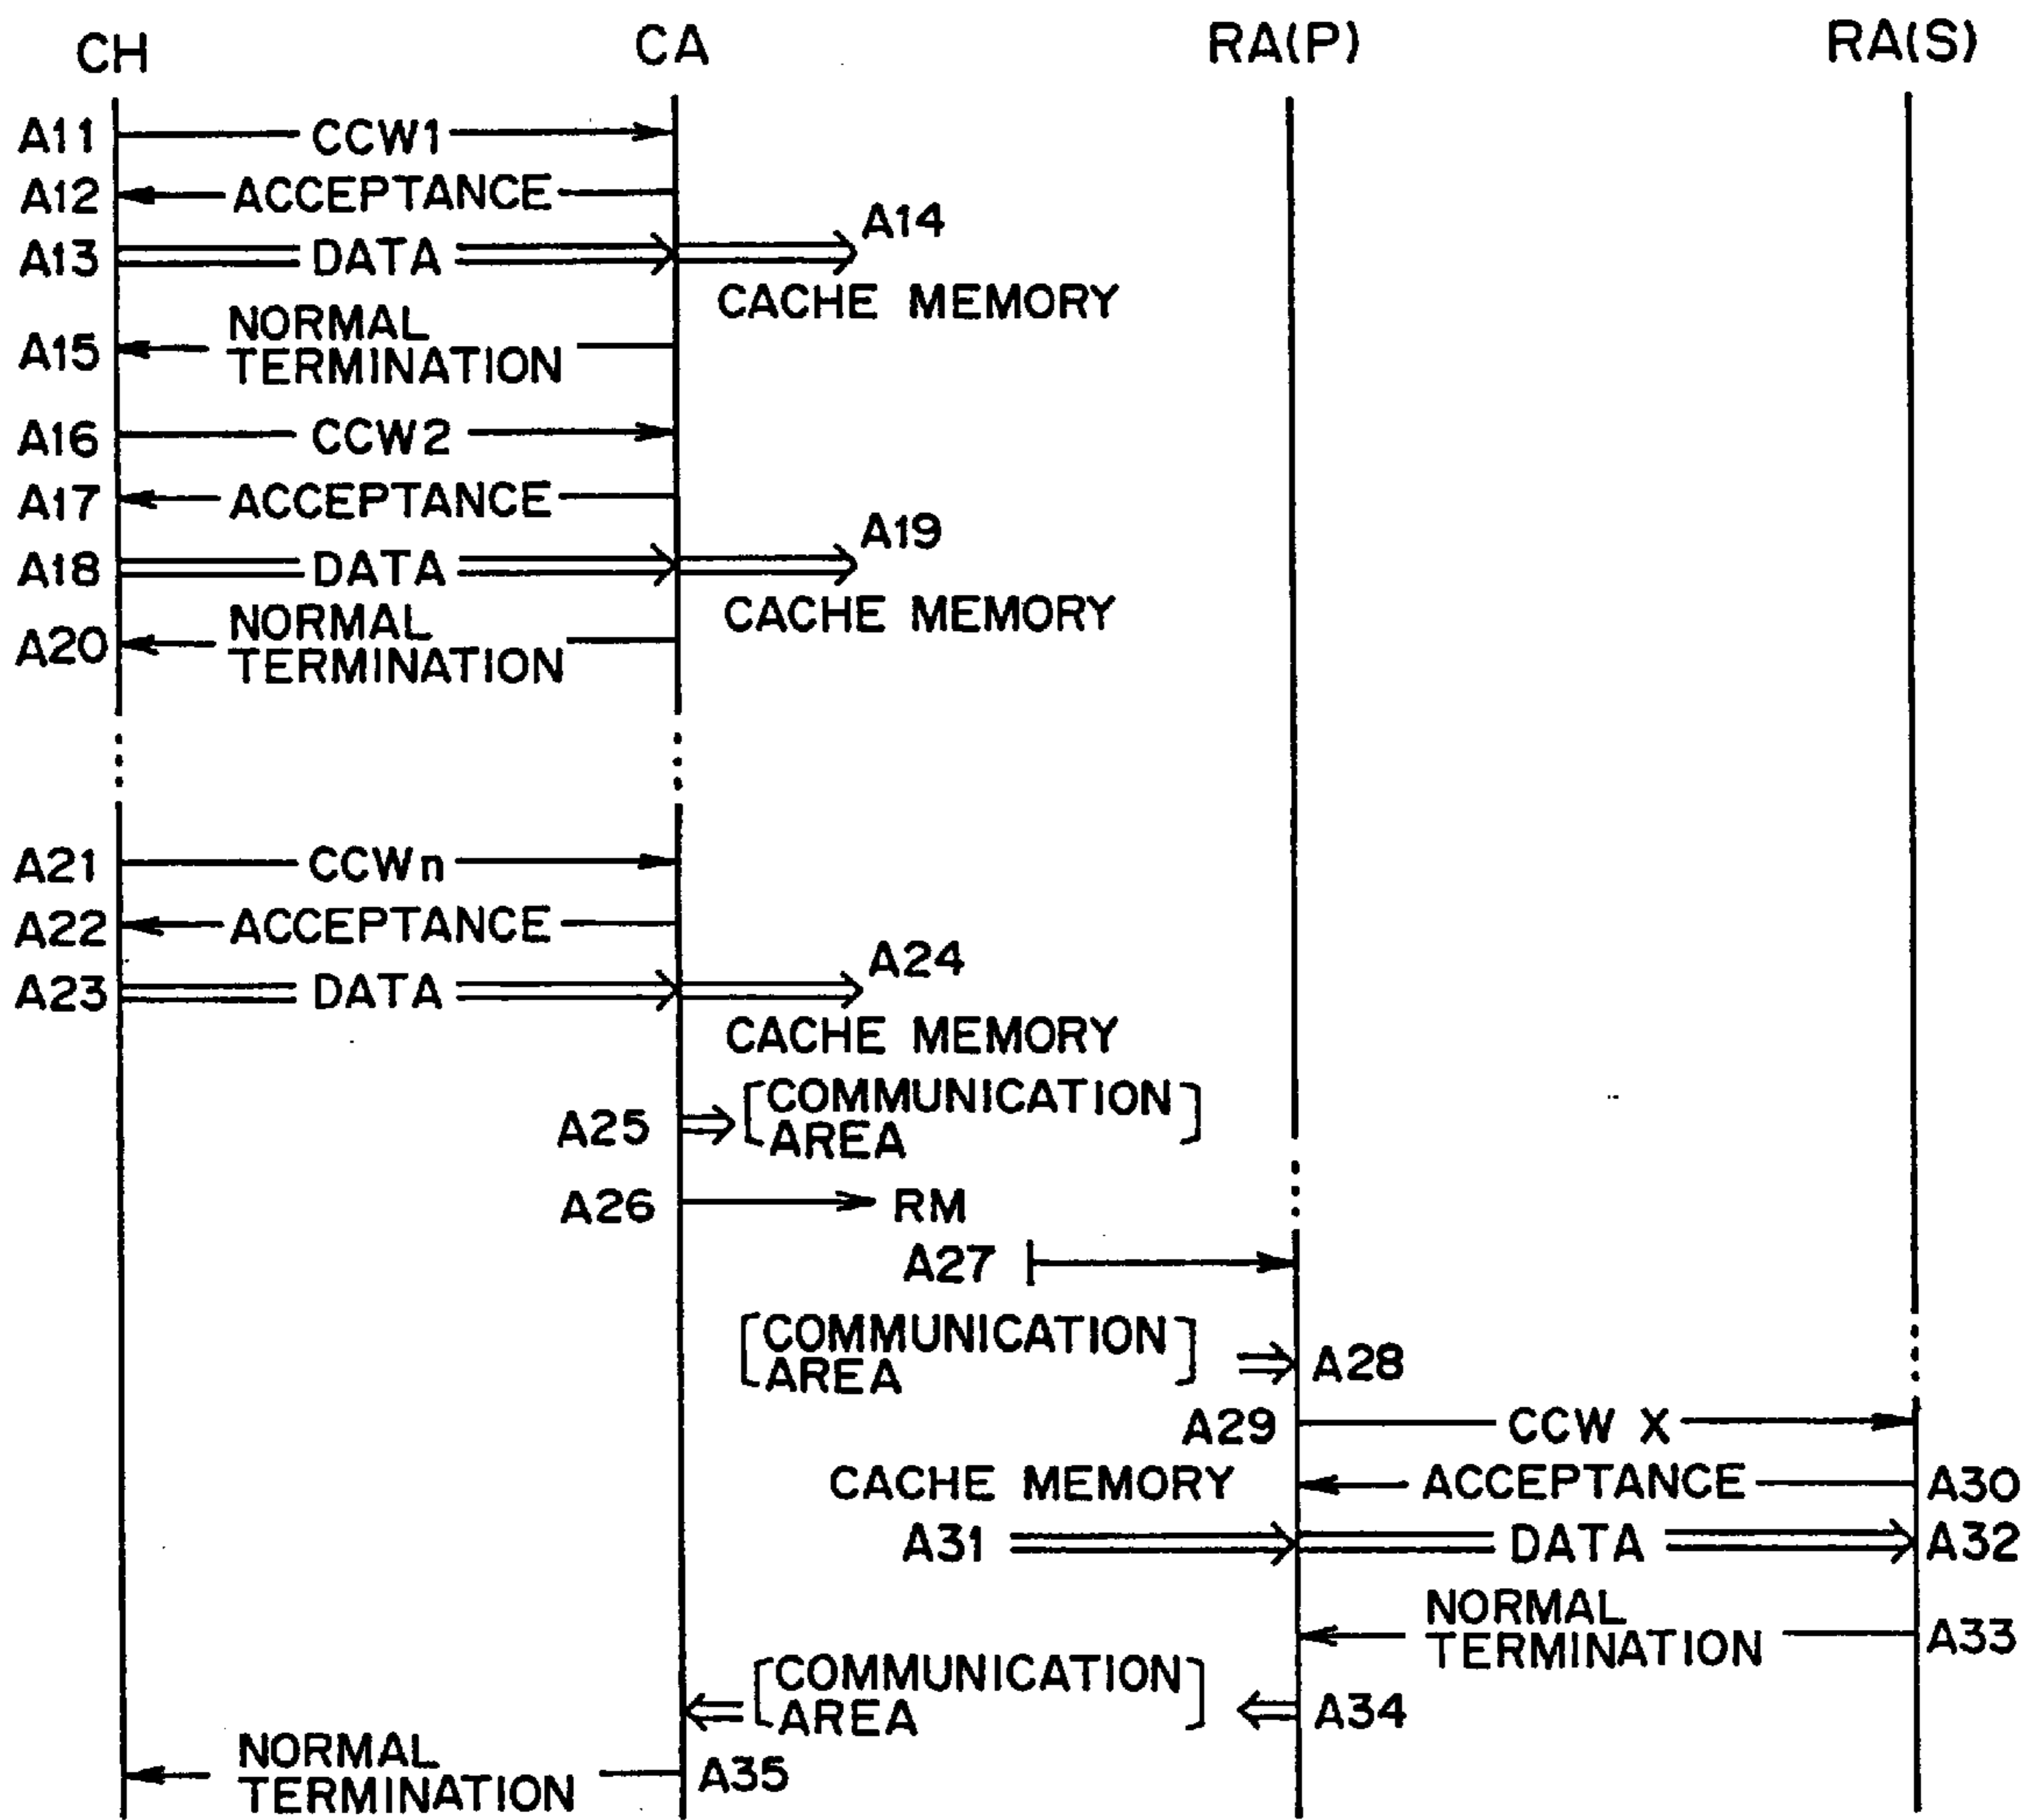 CH CA RA(P) RA(S)
A11 CCW1
A12 ACCEPTANCE
A14
A13 DATA
CACHE MEMORY
NORMAL
A15 TERMINATION
A16 CCW2
A17 ACCEPTANCE
A19
A18 DATA
CACHE MEMORY
NORMAL
A20 TERMINATION
A21 CCWn
A22 ACCEPTANCE
A24
A23 DATA
CACHE MEMORY
[COMMUNICATION
A25 AREA]
A26 RM
A27
[COMMUNICATION
AREA] A28
A29 CCW X
CACHE MEMORY ACCEPTANCE A30
A31 DATA A32
NORMAL
TERMINATION A33
[COMMUNICATION
AREA] A34
NORMAL
TERMINATION A35